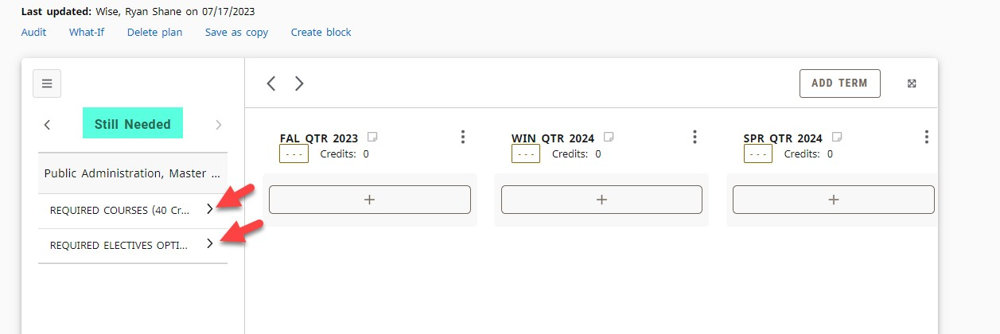 Last updated: Wise, Ryan Shane on 07/17/2023
Audit What-If Delete plan Save as copy Create block
ADD TERM
Still Needed
Public Administration, Master ...
REQUIRED COURSES (40 Cr...
REQUIRED ELECTIVES OPTI...
FAL QTR 2023
--- Credits: 0
+
WIN QTR 2024
--- Credits: 0
+
SPR QTR 2024
--- Credits: 0
+